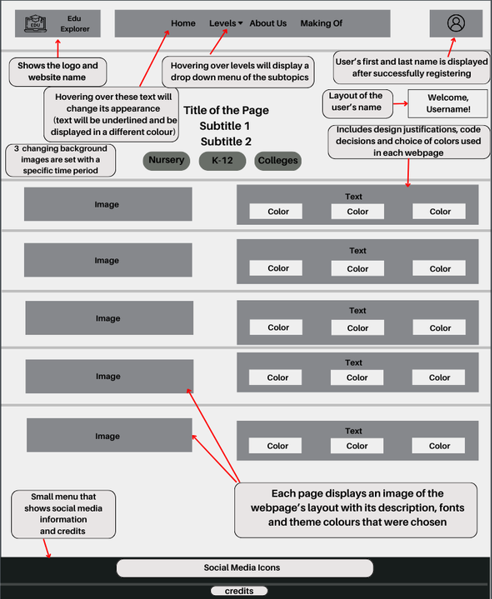 Edu
Explorer
EDU
Home Levels About Us Making Of
Shows the logo and
website name
Hovering over levels will display a
drop down menu of the subtopics
User's first and last name is displayed
after successfully registering
Hovering over these text will
change its appearance
(text will be underlined and be
displayed in a different colour)
Layout of the
user's name
Welcome,
Username!
Title of the Page
Subtitle 1
Subtitle 2
Includes design justifications, code
decisions and choice of colors used
in each webpage
3 changing background
images are set with a
specific time period
Nursery K-12 Colleges
Image
Text
Color Color Color
Image
Text
Color Color Color
Image
Text
Color Color Color
Image
Text
Color Color Color
Image
Text
Color Color Color
Small menu that
shows social media
information
and credits
Each page displays an image of the
webpage's layout with its description, fonts
and theme colours that were chosen
Social Media Icons
credits